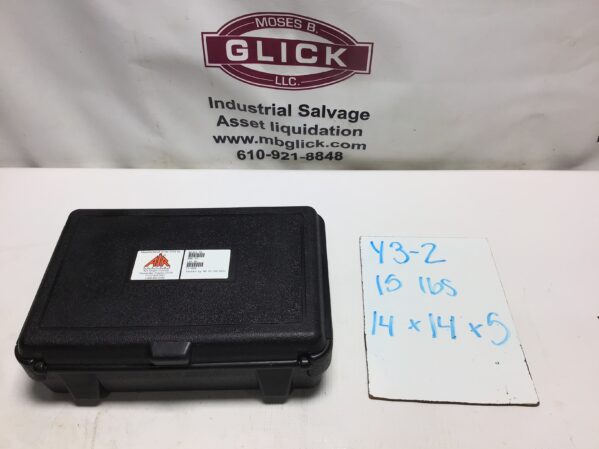 MOSES B.
GLICK
LLC.
Industrial Salvage
Asset liquidation
www.mbglick.com
610-921-8848
Y3-2
15 lbs
14 x 14 x 5